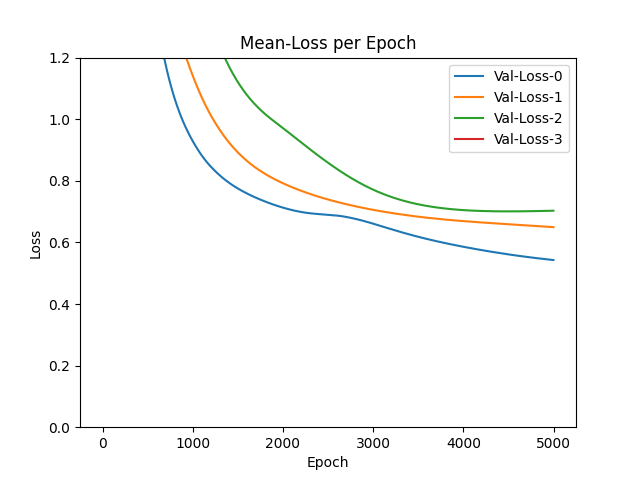 Mean-Loss per Epoch
1.2
1.0
0.8
0.6
0.4
0.2
0.0
Loss
Val-Loss-0
Val-Loss-1
Val-Loss-2
Val-Loss-3
0 1000 2000 3000 4000 5000
Epoch